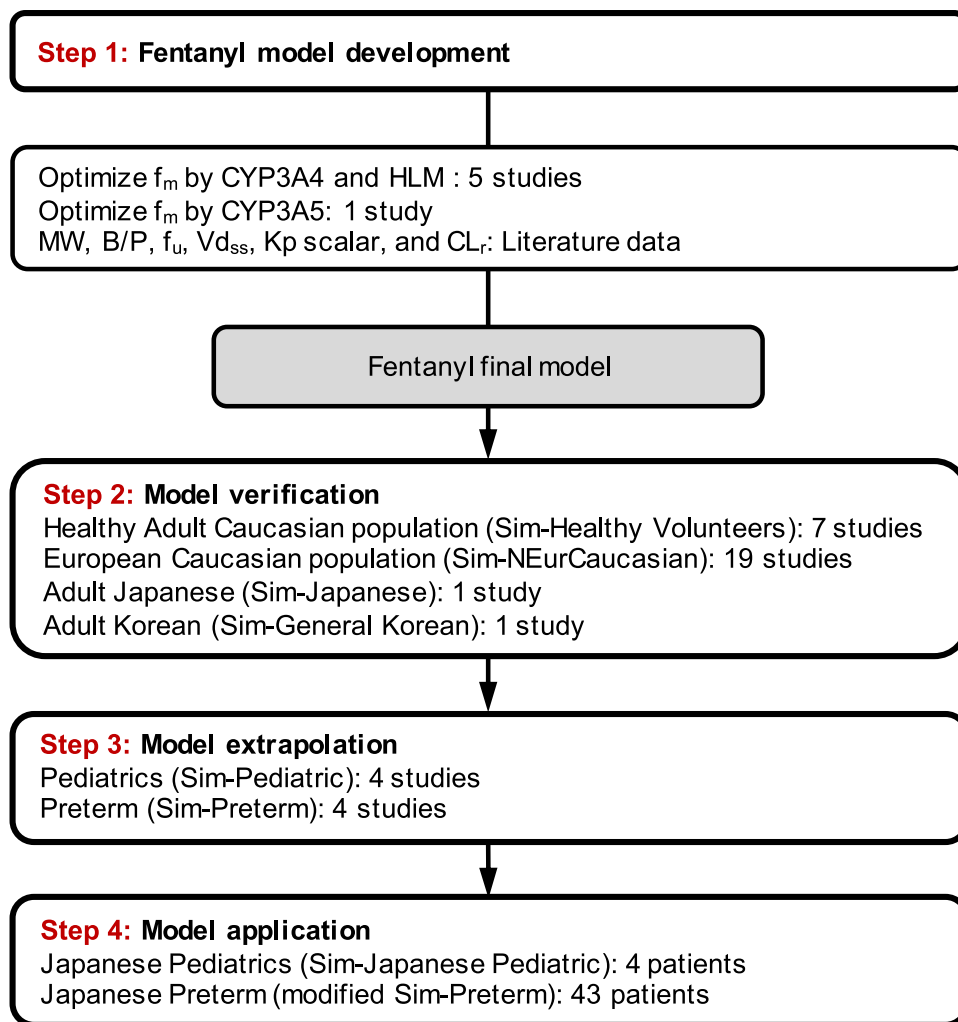 Step 1: Fentanyl model development
Optimize fm by CYP3A4 and HLM : 5 studies
Optimize fm by CYP3A5: 1 study
MW, B/P, fu, Vdss, Kp scalar, and CLr: Literature data
Fentanyl final model
Step 2: Model verification
Healthy Adult Caucasian population (Sim-Healthy Volunteers): 7 studies
European Caucasian population (Sim-NEurCaucasian): 19 studies
Adult Japanese (Sim-Japanese): 1 study
Adult Korean (Sim-General Korean): 1 study
Step 3: Model extrapolation
Pediatrics (Sim-Pediatric): 4 studies
Preterm (Sim-Preterm): 4 studies
Step 4: Model application
Japanese Pediatrics (Sim-Japanese Pediatric): 4 patients
Japanese Preterm (modified Sim-Preterm): 43 patients